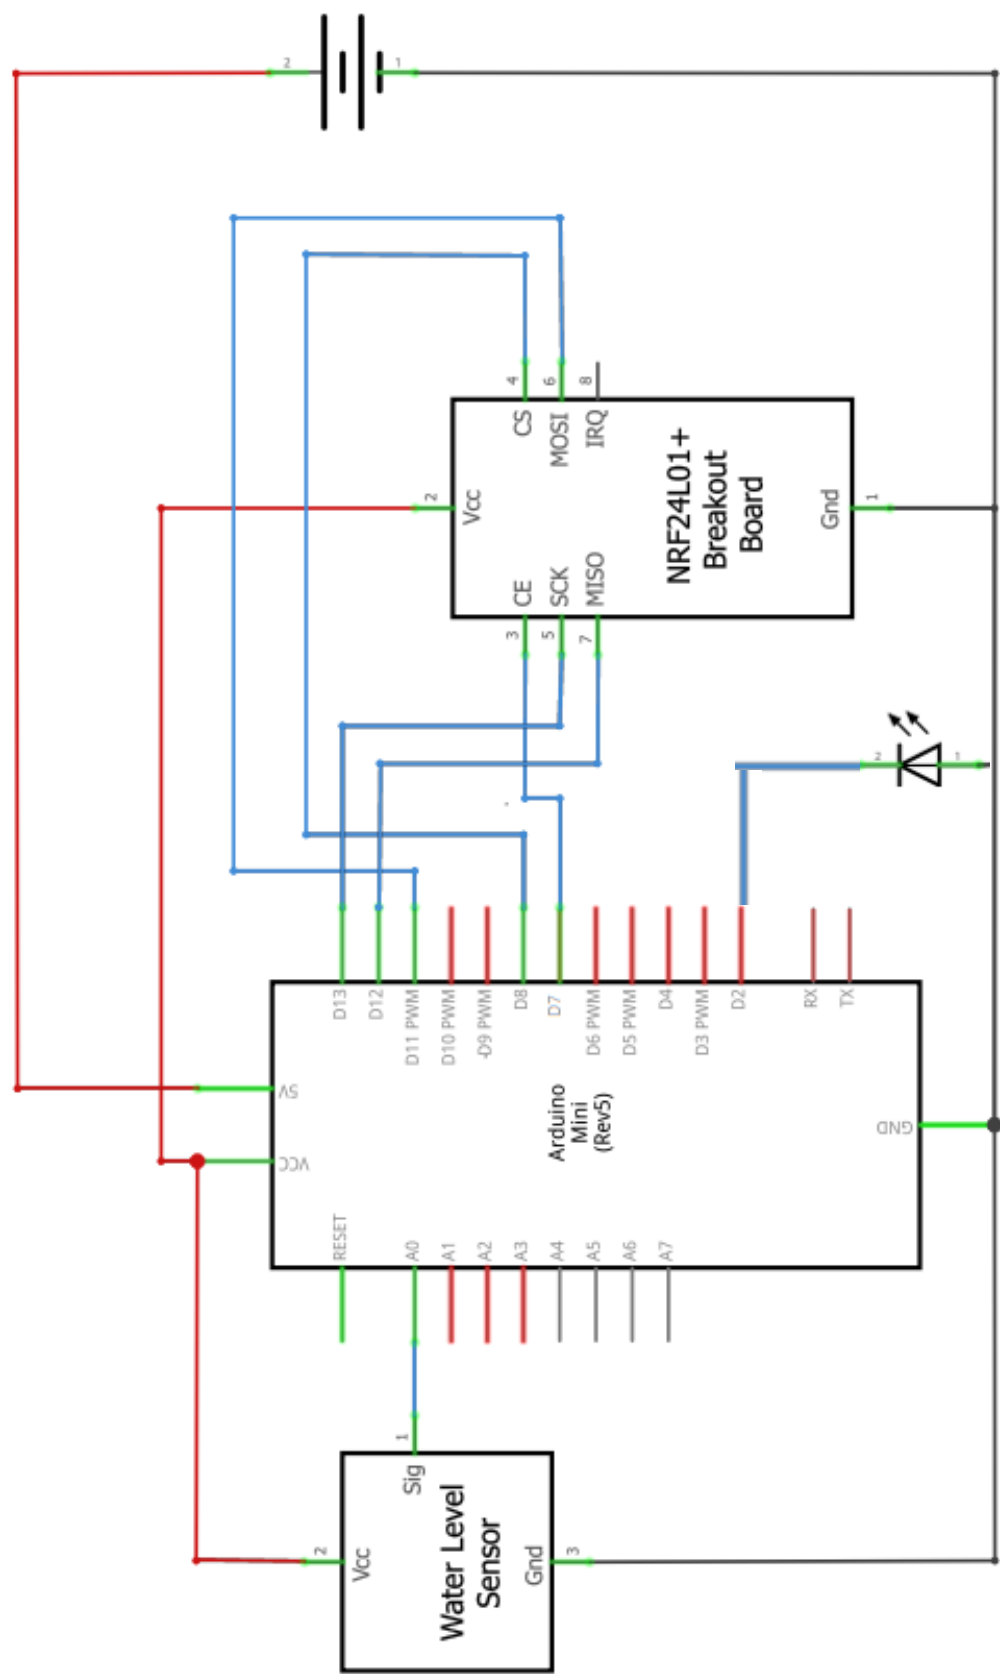 2
1
4
6
8
CS
MOSI
IRQ
2
Vcc
NRF24L01+
Breakout
Board
Gnd
1
CE
SCK
MISO
3
5
7
2
1
D13
D12
D11 PWM
D10 PWM
D9 PWM
D8
D7
D6 PWM
D5 PWM
D4
D3 PWM
D2
RX
TX
5V
VCC
Arduino
Mini
(Rev5)
GND
RESET
A0
A1
A2
A3
A4
A5
A6
A7
1
Sig
2
Vcc
Water Level
Sensor
Gnd
3